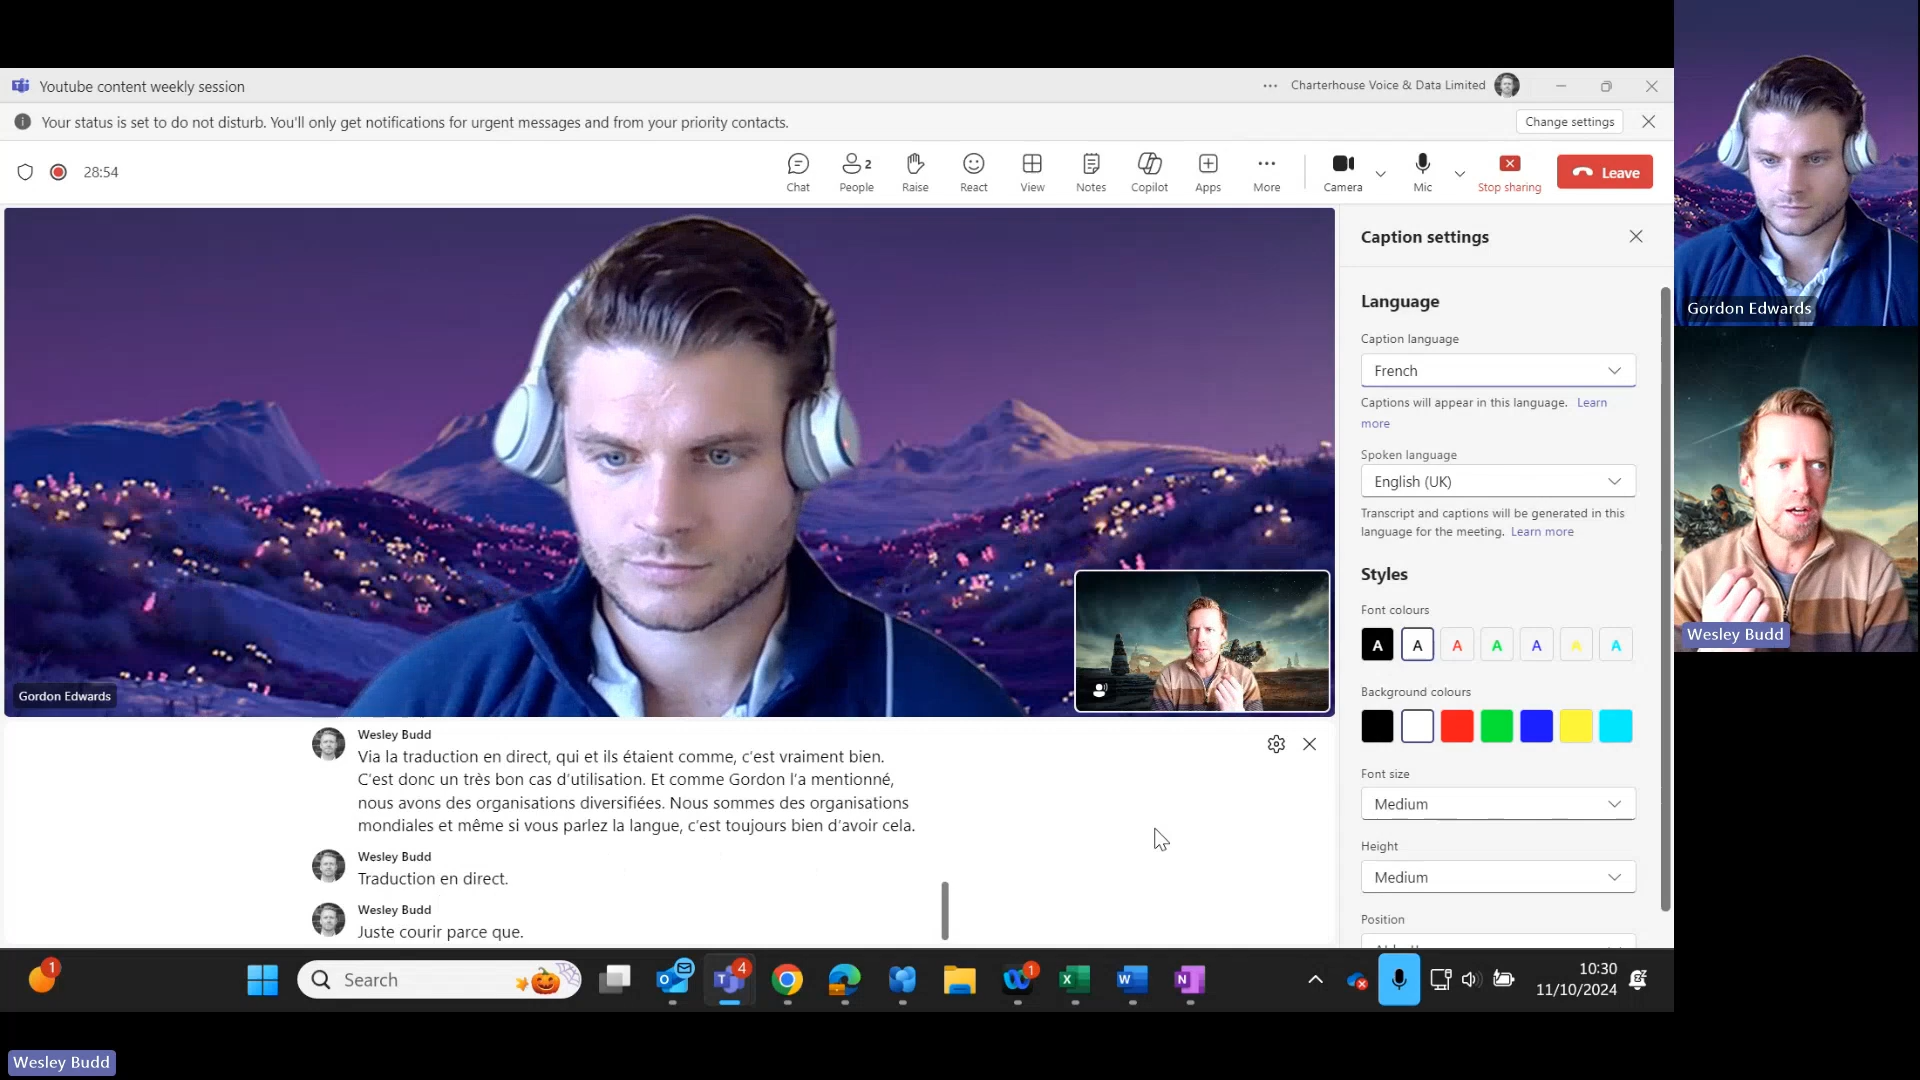 Youtube content weekly session
Charterhouse Voice & Data Limited
Your status is set to do not disturb. You'll only get notifications for urgent messages and from your priority contacts.
Change settings
28:54
Chat
2
People
Raise
React
View
Notes
Copilot
Apps
More
Camera
Mic
Stop sharing
Leave
Gordon Edwards
Caption settings
Language
Caption language
French
Captions will appear in this language. Learn
more
Spoken language
English (UK)
Transcript and captions will be generated in this
language for the meeting. Learn more
Styles
Font colours
A A A A A A A
Background colours
Font size
Medium
Height
Medium
Position
Wesley Budd
Via la traduction en direct, qui et ils étaient comme, c'est vraiment bien.
C'est donc un très bon cas d'utilisation. Et comme Gordon l'a mentionné,
nous avons des organisations diversifiées. Nous sommes des organisations
mondiales et même si vous parlez la langue, c'est toujours bien d'avoir cela.
Wesley Budd
Traduction en direct.
Wesley Budd
Juste courir parce que.
Gordon Edwards
Wesley Budd
1
Search
4
1
10:30
11/10/2024
Wesley Budd